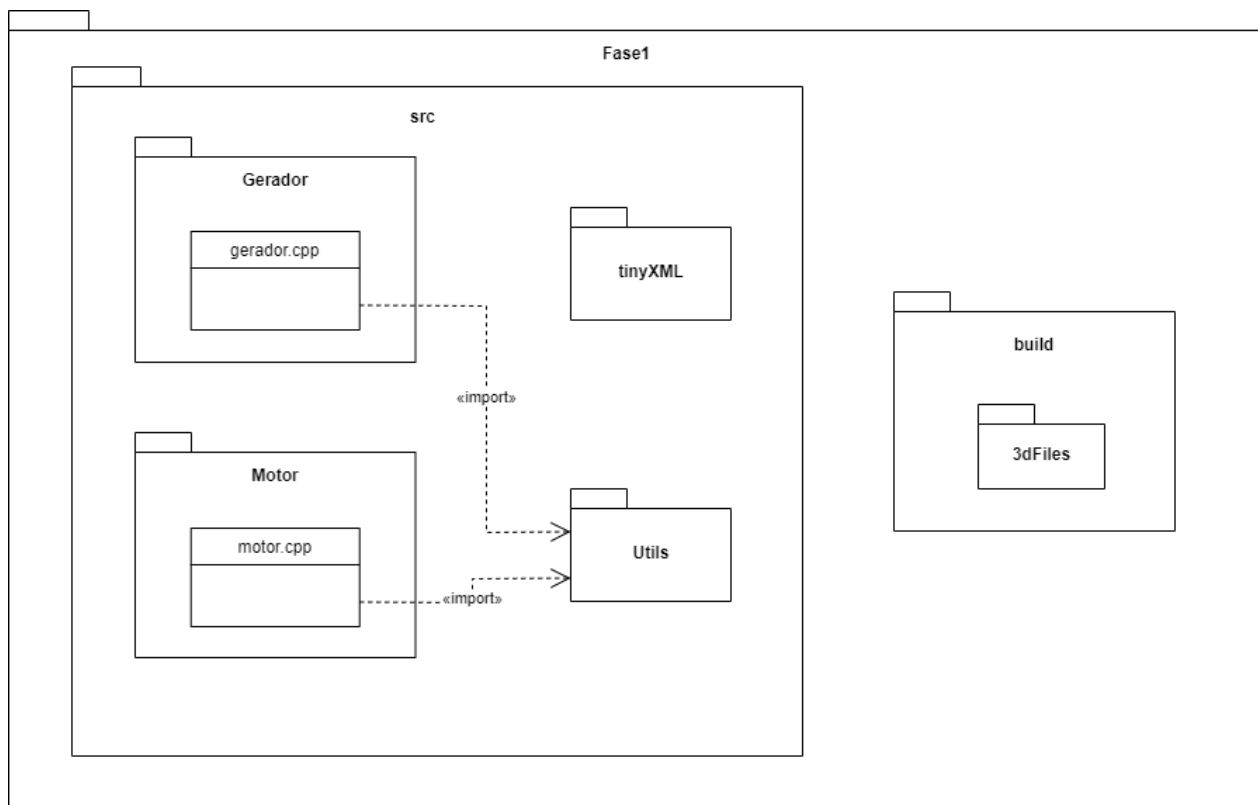 Fase1
src
Gerador
gerador.cpp
tinyXML
build
«import»
3dFiles
Motor
motor.cpp
Utils
«import»